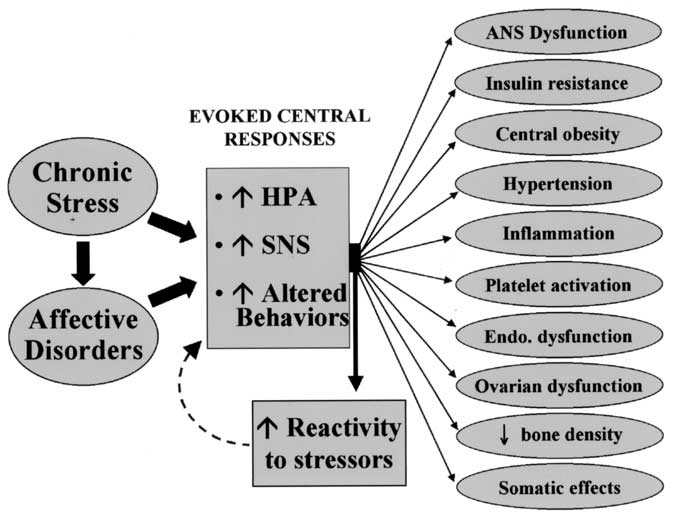 EVOKED CENTRAL
RESPONSES
Chronic
Stress
Affective
Disorders
• ↑ HPA
• ↑ SNS
• ↑ Altered
Behaviors
↑ Reactivity
to stressors
ANS Dysfunction
Insulin resistance
Central obesity
Hypertension
Inflammation
Platelet activation
Endo. dysfunction
Ovarian dysfunction
↓ bone density
Somatic effects